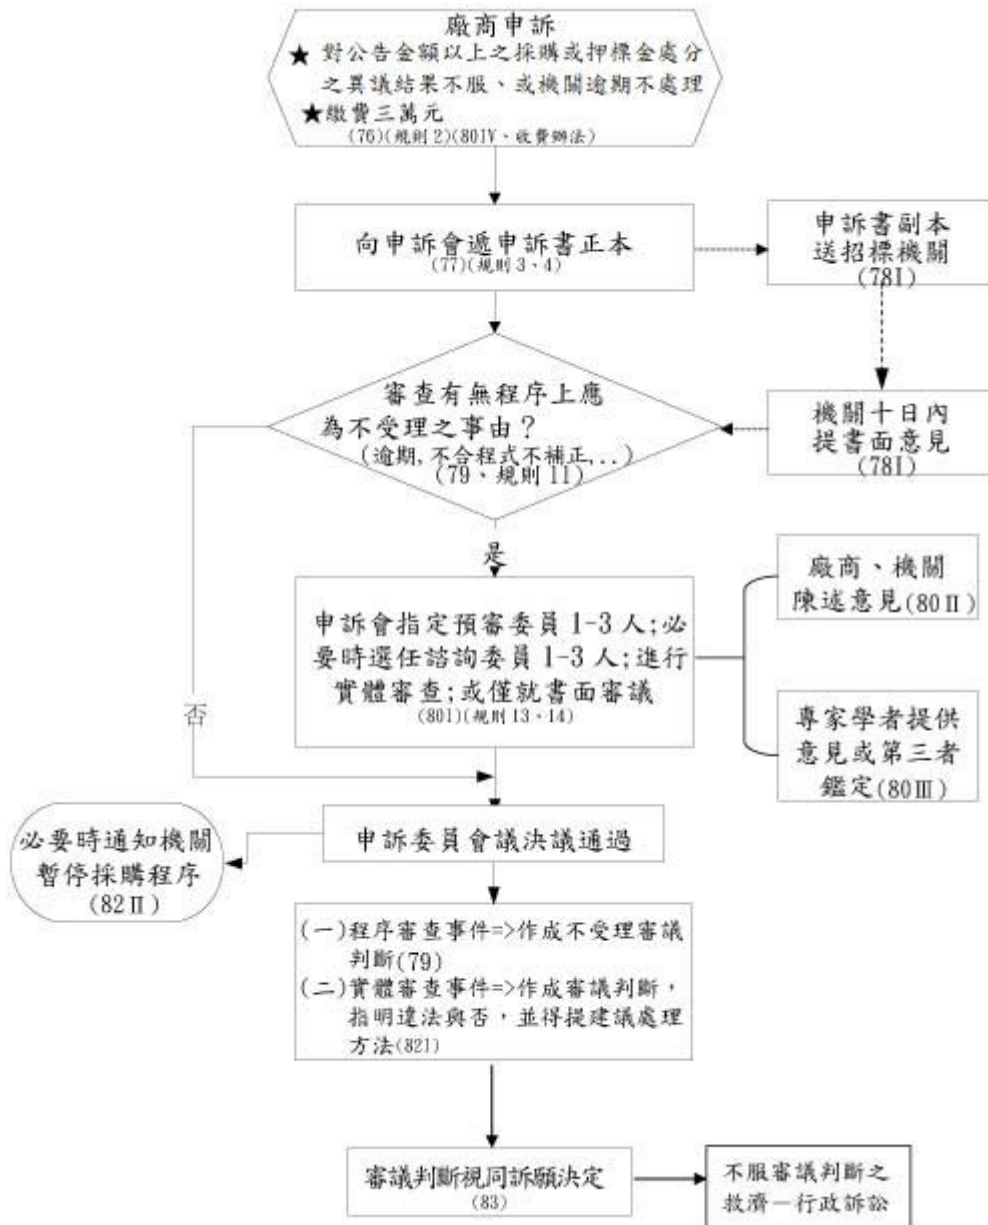 廠商申訴
★ 對公告金額以上之採購或押標金處分
之異議結果不服、或機關逾期不處理
★繳費三萬元
(76)(規則2)(80IV、收費辦法)
向申訴會遞申訴書正本
(77)(規則3、4)
申訴書副本
送招標機關
(78I)
審查有無程序上應
為不受理之事由？
(逾期,不合程式不補正,..)
(79、規則11)
機關十日內
提書面意見
(78I)
是
申訴會指定預審委員1-3人;必
要時選任諮詢委員1-3人;進行
實體審查;或僅就書面審議
(801)(規則13、14)
廠商、機關
陳述意見(80Ⅱ)
否
專家學者提供
意見或第三者
鑑定(80Ⅲ)
申訴委員會議決議通過
必要時通知機關
暫停採購程序
(82Ⅱ)
(一)程序審查事件=>作成不受理審議
判斷(79)
(二)實體審查事件=>作成審議判斷，
指明違法與否，並得提建議處理
方法(821)
審議判斷視同訴願決定
(83)
不服審議判斷之
救濟－行政訴訟